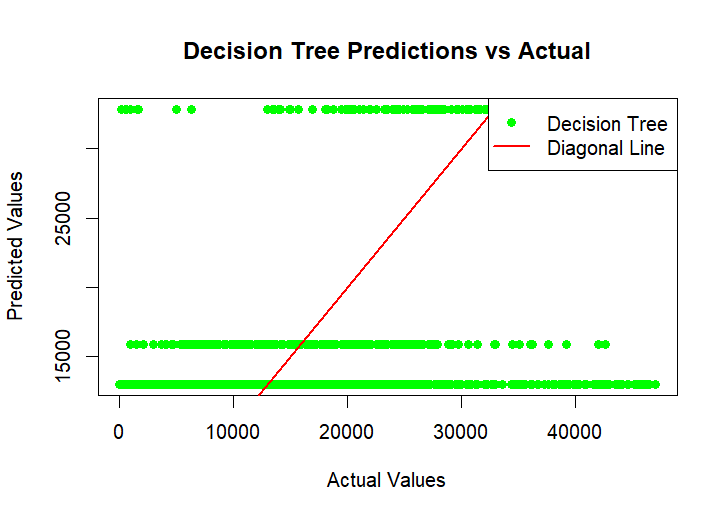 Decision Tree Predictions vs Actual
Decision Tree
Diagonal Line
Predicted Values
25000
15000
0
10000
20000
30000
40000
Actual Values